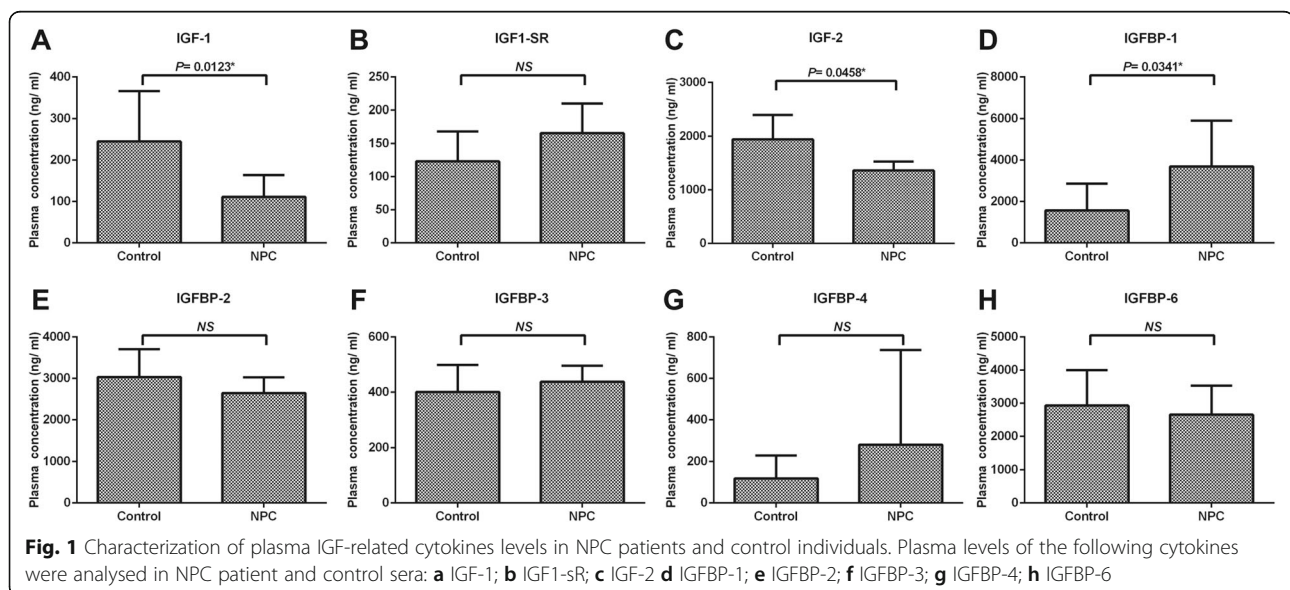 A
IGF-1
P= 0.0123*
Plasma concentration (ng/ ml)
400
300
200
100
0
Control NPC
B
IGF1-SR
NS
Plasma concentration (ng/ ml)
250
200
150
100
50
0
Control NPC
C
IGF-2
P= 0.0458*
Plasma concentration (ng/ ml)
3000
2000
1000
0
Control NPC
D
IGFBP-1
P= 0.0341*
Plasma concentration (ng/ ml)
8000
6000
4000
2000
0
Control NPC
E
IGFBP-2
NS
Plasma concentration (ng/ ml)
4000
3000
2000
1000
0
Control NPC
F
IGFBP-3
NS
Plasma concentration (ng/ ml)
600
400
200
0
Control NPC
G
IGFBP-4
NS
Plasma concentration (ng/ ml)
800
600
400
200
0
Control NPC
H
IGFBP-6
NS
Plasma concentration (ng/ ml)
5000
4000
3000
2000
1000
0
Control NPC
Fig. 1 Characterization of plasma IGF-related cytokines levels in NPC patients and control individuals. Plasma levels of the following cytokines
were analysed in NPC patient and control sera: a IGF-1; b IGF1-sR; c IGF-2 d IGFBP-1; e IGFBP-2; f IGFBP-3; g IGFBP-4; h IGFBP-6